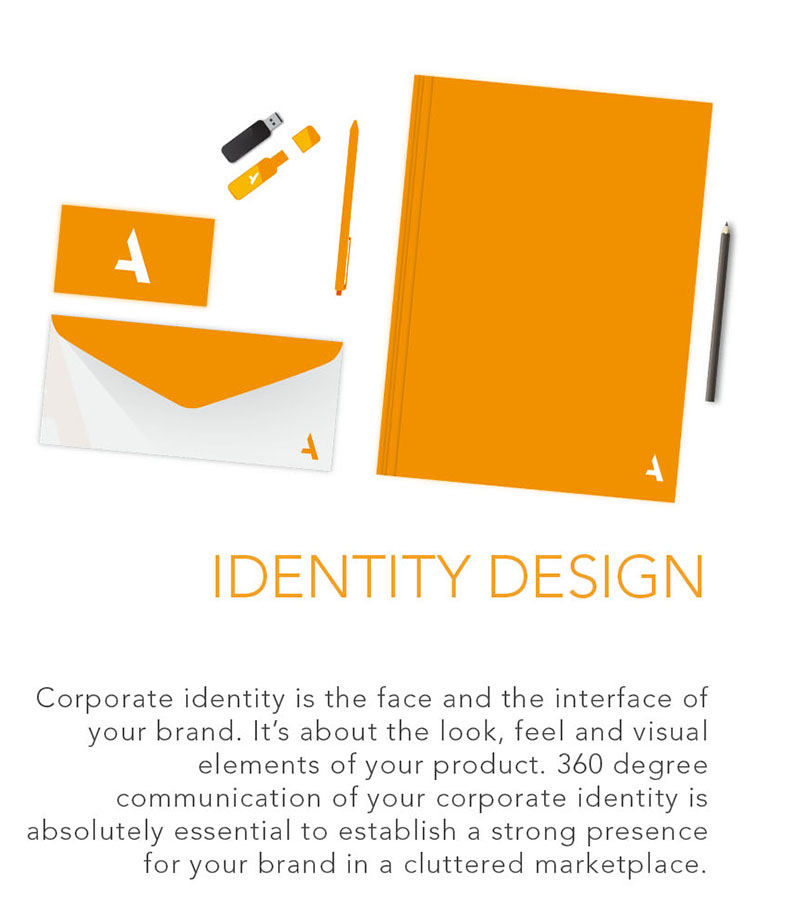 IDENTITY DESIGN
Corporate identity is the face and the interface of
your brand. It’s about the look, feel and visual
elements of your product. 360 degree
communication of your corporate identity is
absolutely essential to establish a strong presence
for your brand in a cluttered marketplace.